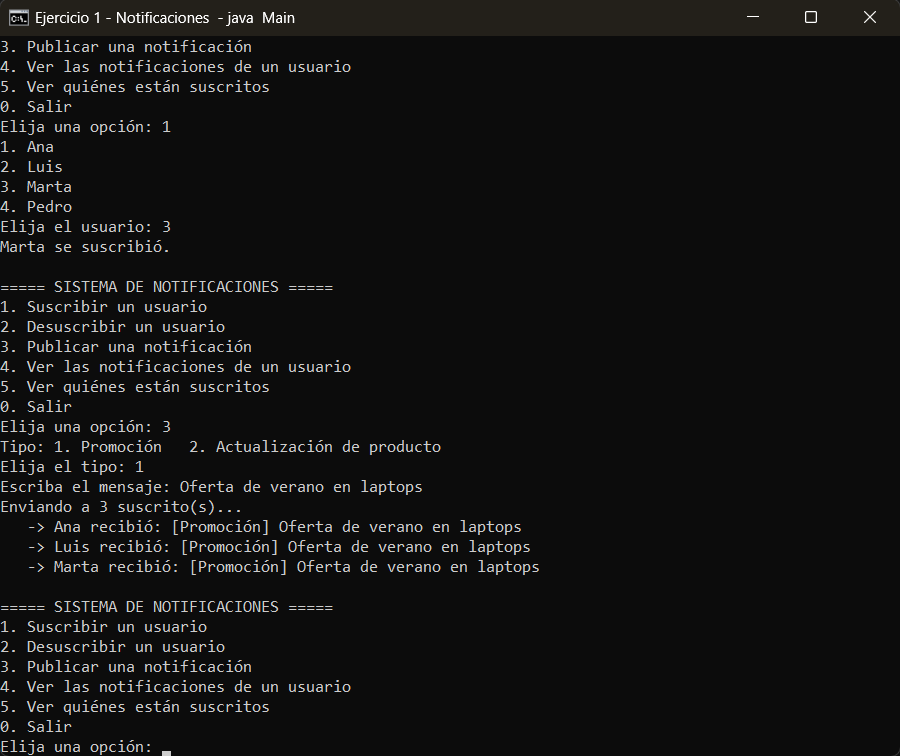 Ejercicio 1 - Notificaciones  - java  Main
3. Publicar una notificación
4. Ver las notificaciones de un usuario
5. Ver quiénes están suscritos
0. Salir
Elija una opción: 1
1. Ana
2. Luis
3. Marta
4. Pedro
Elija el usuario: 3
Marta se suscribió.

===== SISTEMA DE NOTIFICACIONES =====
1. Suscribir un usuario
2. Desuscribir un usuario
3. Publicar una notificación
4. Ver las notificaciones de un usuario
5. Ver quiénes están suscritos
0. Salir
Elija una opción: 3
Tipo: 1. Promoción   2. Actualización de producto
Elija el tipo: 1
Escriba el mensaje: Oferta de verano en laptops
Enviando a 3 suscrito(s)...
   -> Ana recibió: [Promoción] Oferta de verano en laptops
   -> Luis recibió: [Promoción] Oferta de verano en laptops
   -> Marta recibió: [Promoción] Oferta de verano en laptops

===== SISTEMA DE NOTIFICACIONES =====
1. Suscribir un usuario
2. Desuscribir un usuario
3. Publicar una notificación
4. Ver las notificaciones de un usuario
5. Ver quiénes están suscritos
0. Salir
Elija una opción: